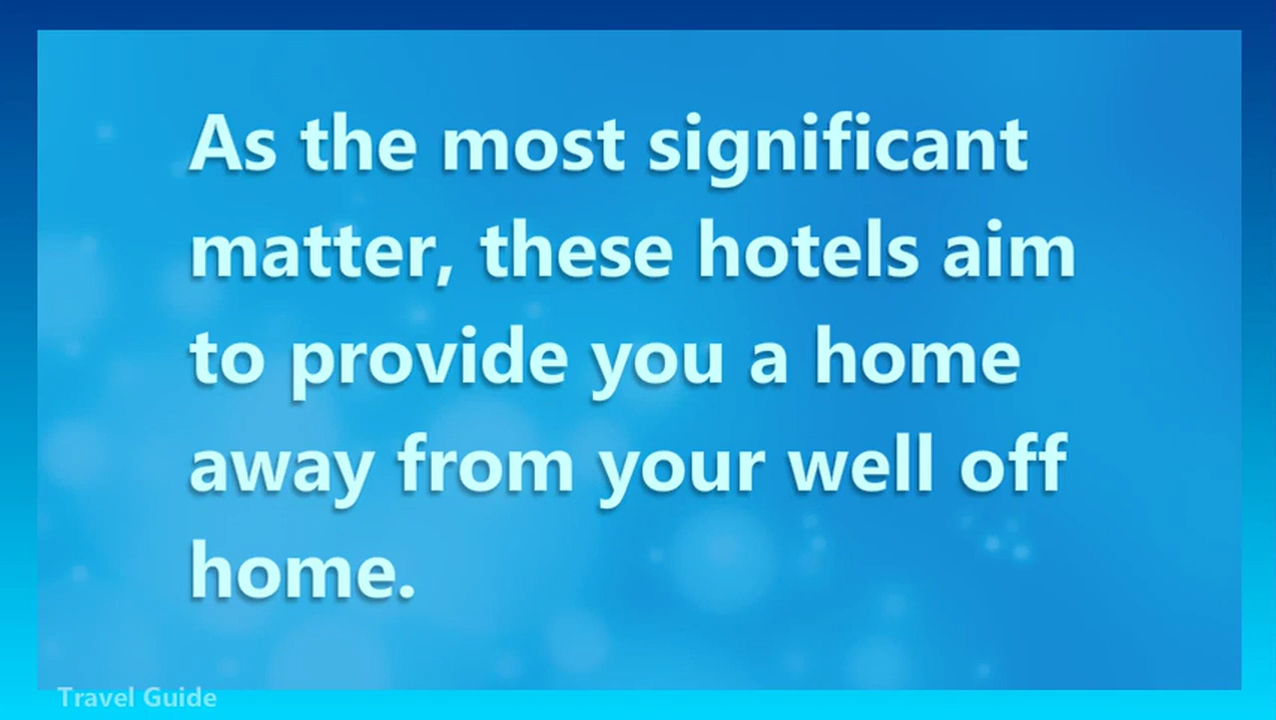 As the most significant
matter, these hotels aim
to provide you a home
away from your well off
home.
Travel Guide